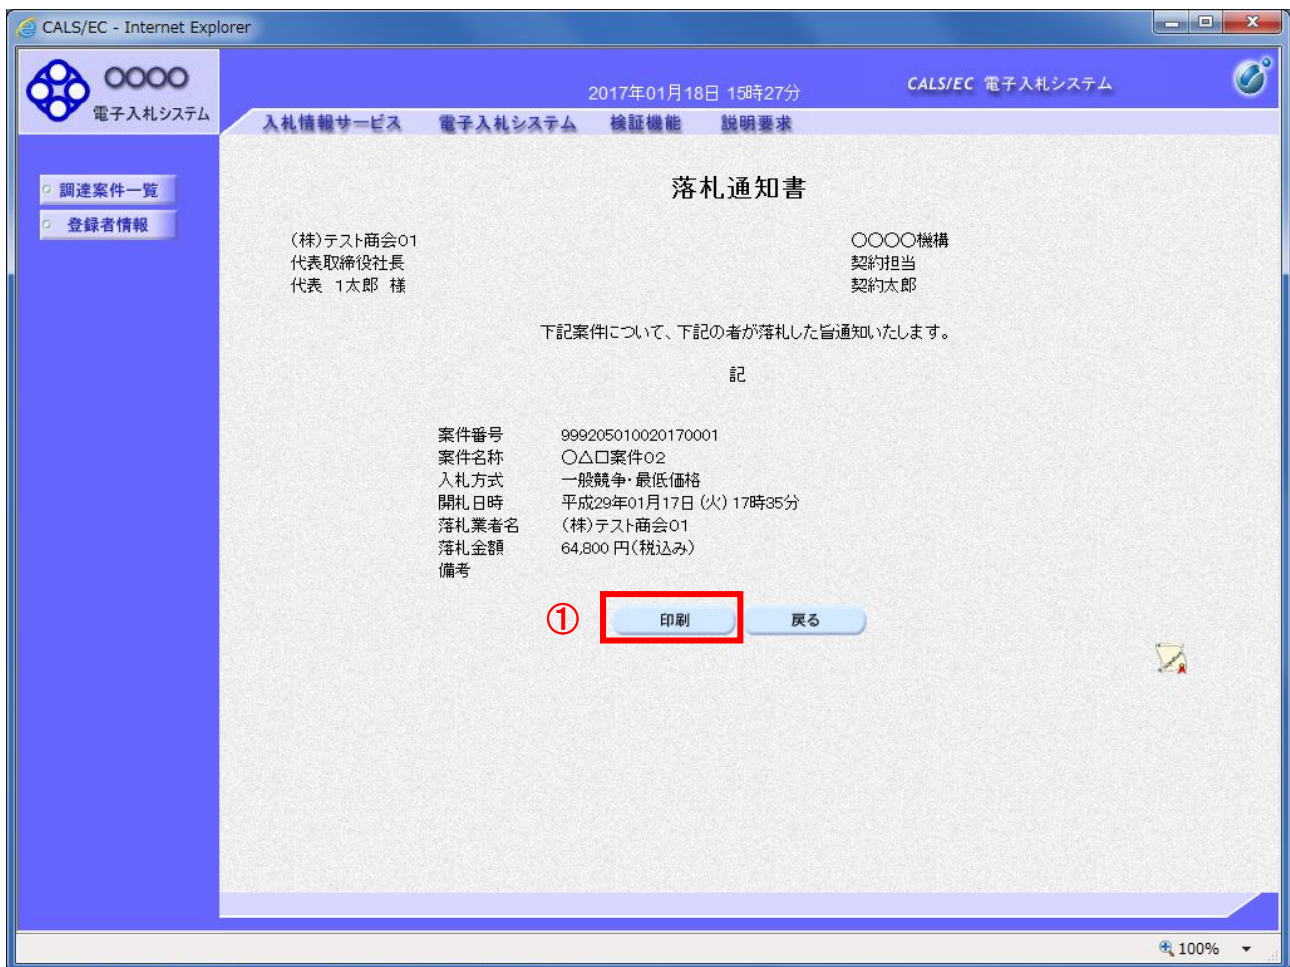 CALS/EC - Internet Explorer
○○○○
電子入札システム
2017年01月18日 15時27分
CALS/EC 電子入札システム
入札情報サービス 電子入札システム 検証機能 説明要求
調達案件一覧
登録者情報
落札通知書
(株)テスト商会01
代表取締役社長
代表 1太郎 様
〇〇〇〇機構
契約担当
契約太郎
下記案件について、下記の者が落札した旨通知いたします。
記
案件番号 999205010020170001
案件名称 〇△口案件02
入札方式 一般競争・最低価格
開札日時 平成29年01月17日 (火) 17時35分
落札業者名 (株)テスト商会01
落札金額 64,800 円(税込み)
備考
① 印刷 戻る
100%